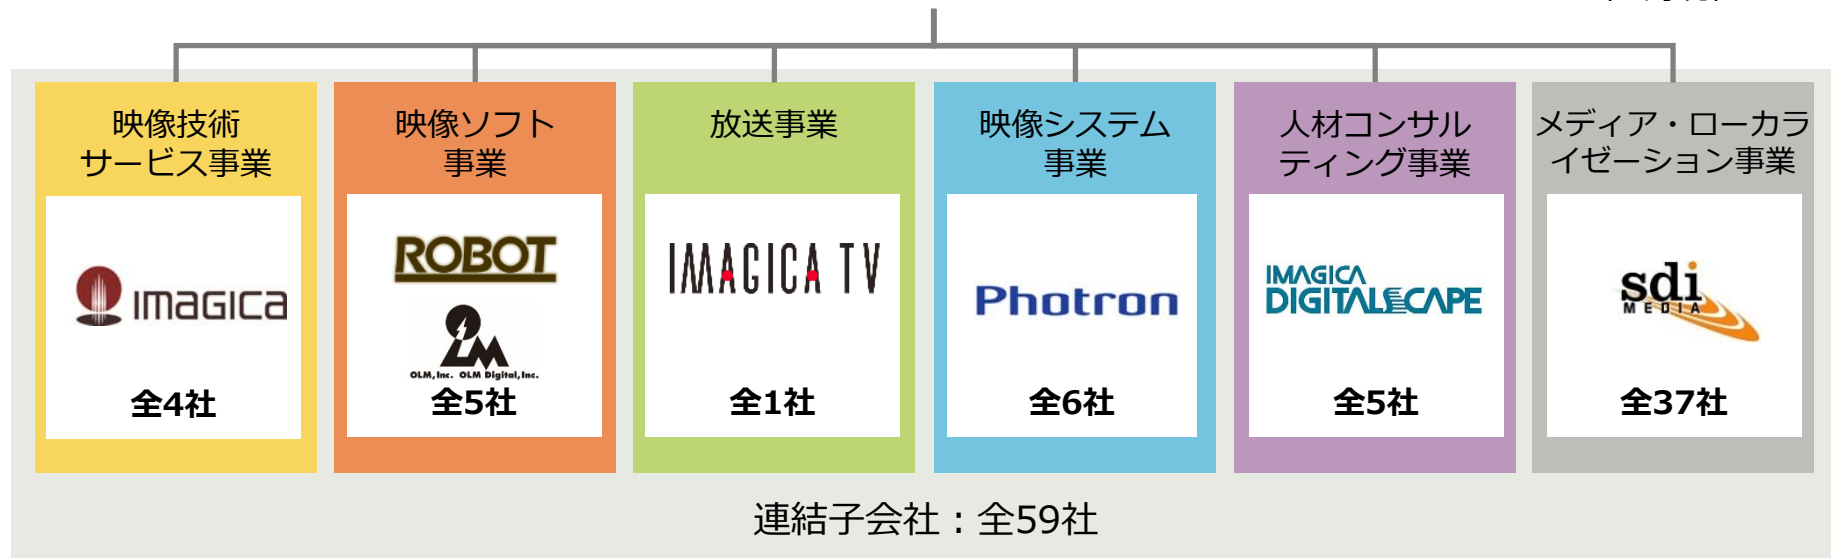 映像技術
サービス事業
映像ソフト
事業
放送事業
映像システム
事業
人材コンサル
ティング事業
メディア・ローカラ
イゼーション事業
IMAGICA
ROBOT
OLM, Inc. OLM Digital, Inc.
IMAGICA TV
Photron
IMAGICA
DIGITALSCAPE
sdi
MEDIA
全4社
全5社
全1社
全6社
全5社
全37社
連結子会社：全59社